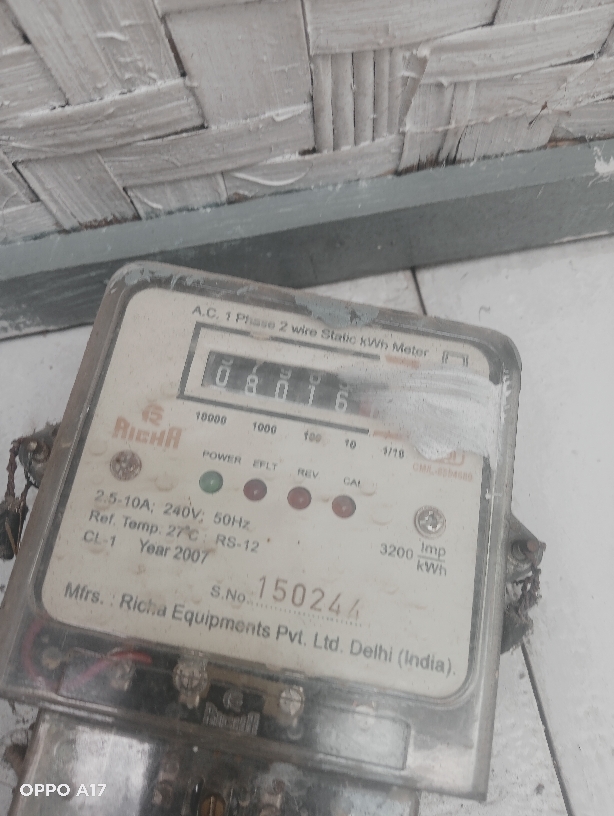 A.C. 1 Phase 2 wire Static kWh Meter
08016
10000 1000 100 10 1/10
RICHA
POWER EFLT REV CAL
2.5-10A; 240V; 50Hz
Ref. Temp. 27°C RS-12
CL-1 Year 2007
3200 Imp
kWh
S.No. 150244
Mfrs. : Richa Equipments Pvt. Ltd. Delhi (India).
RICHA
OPPO A17